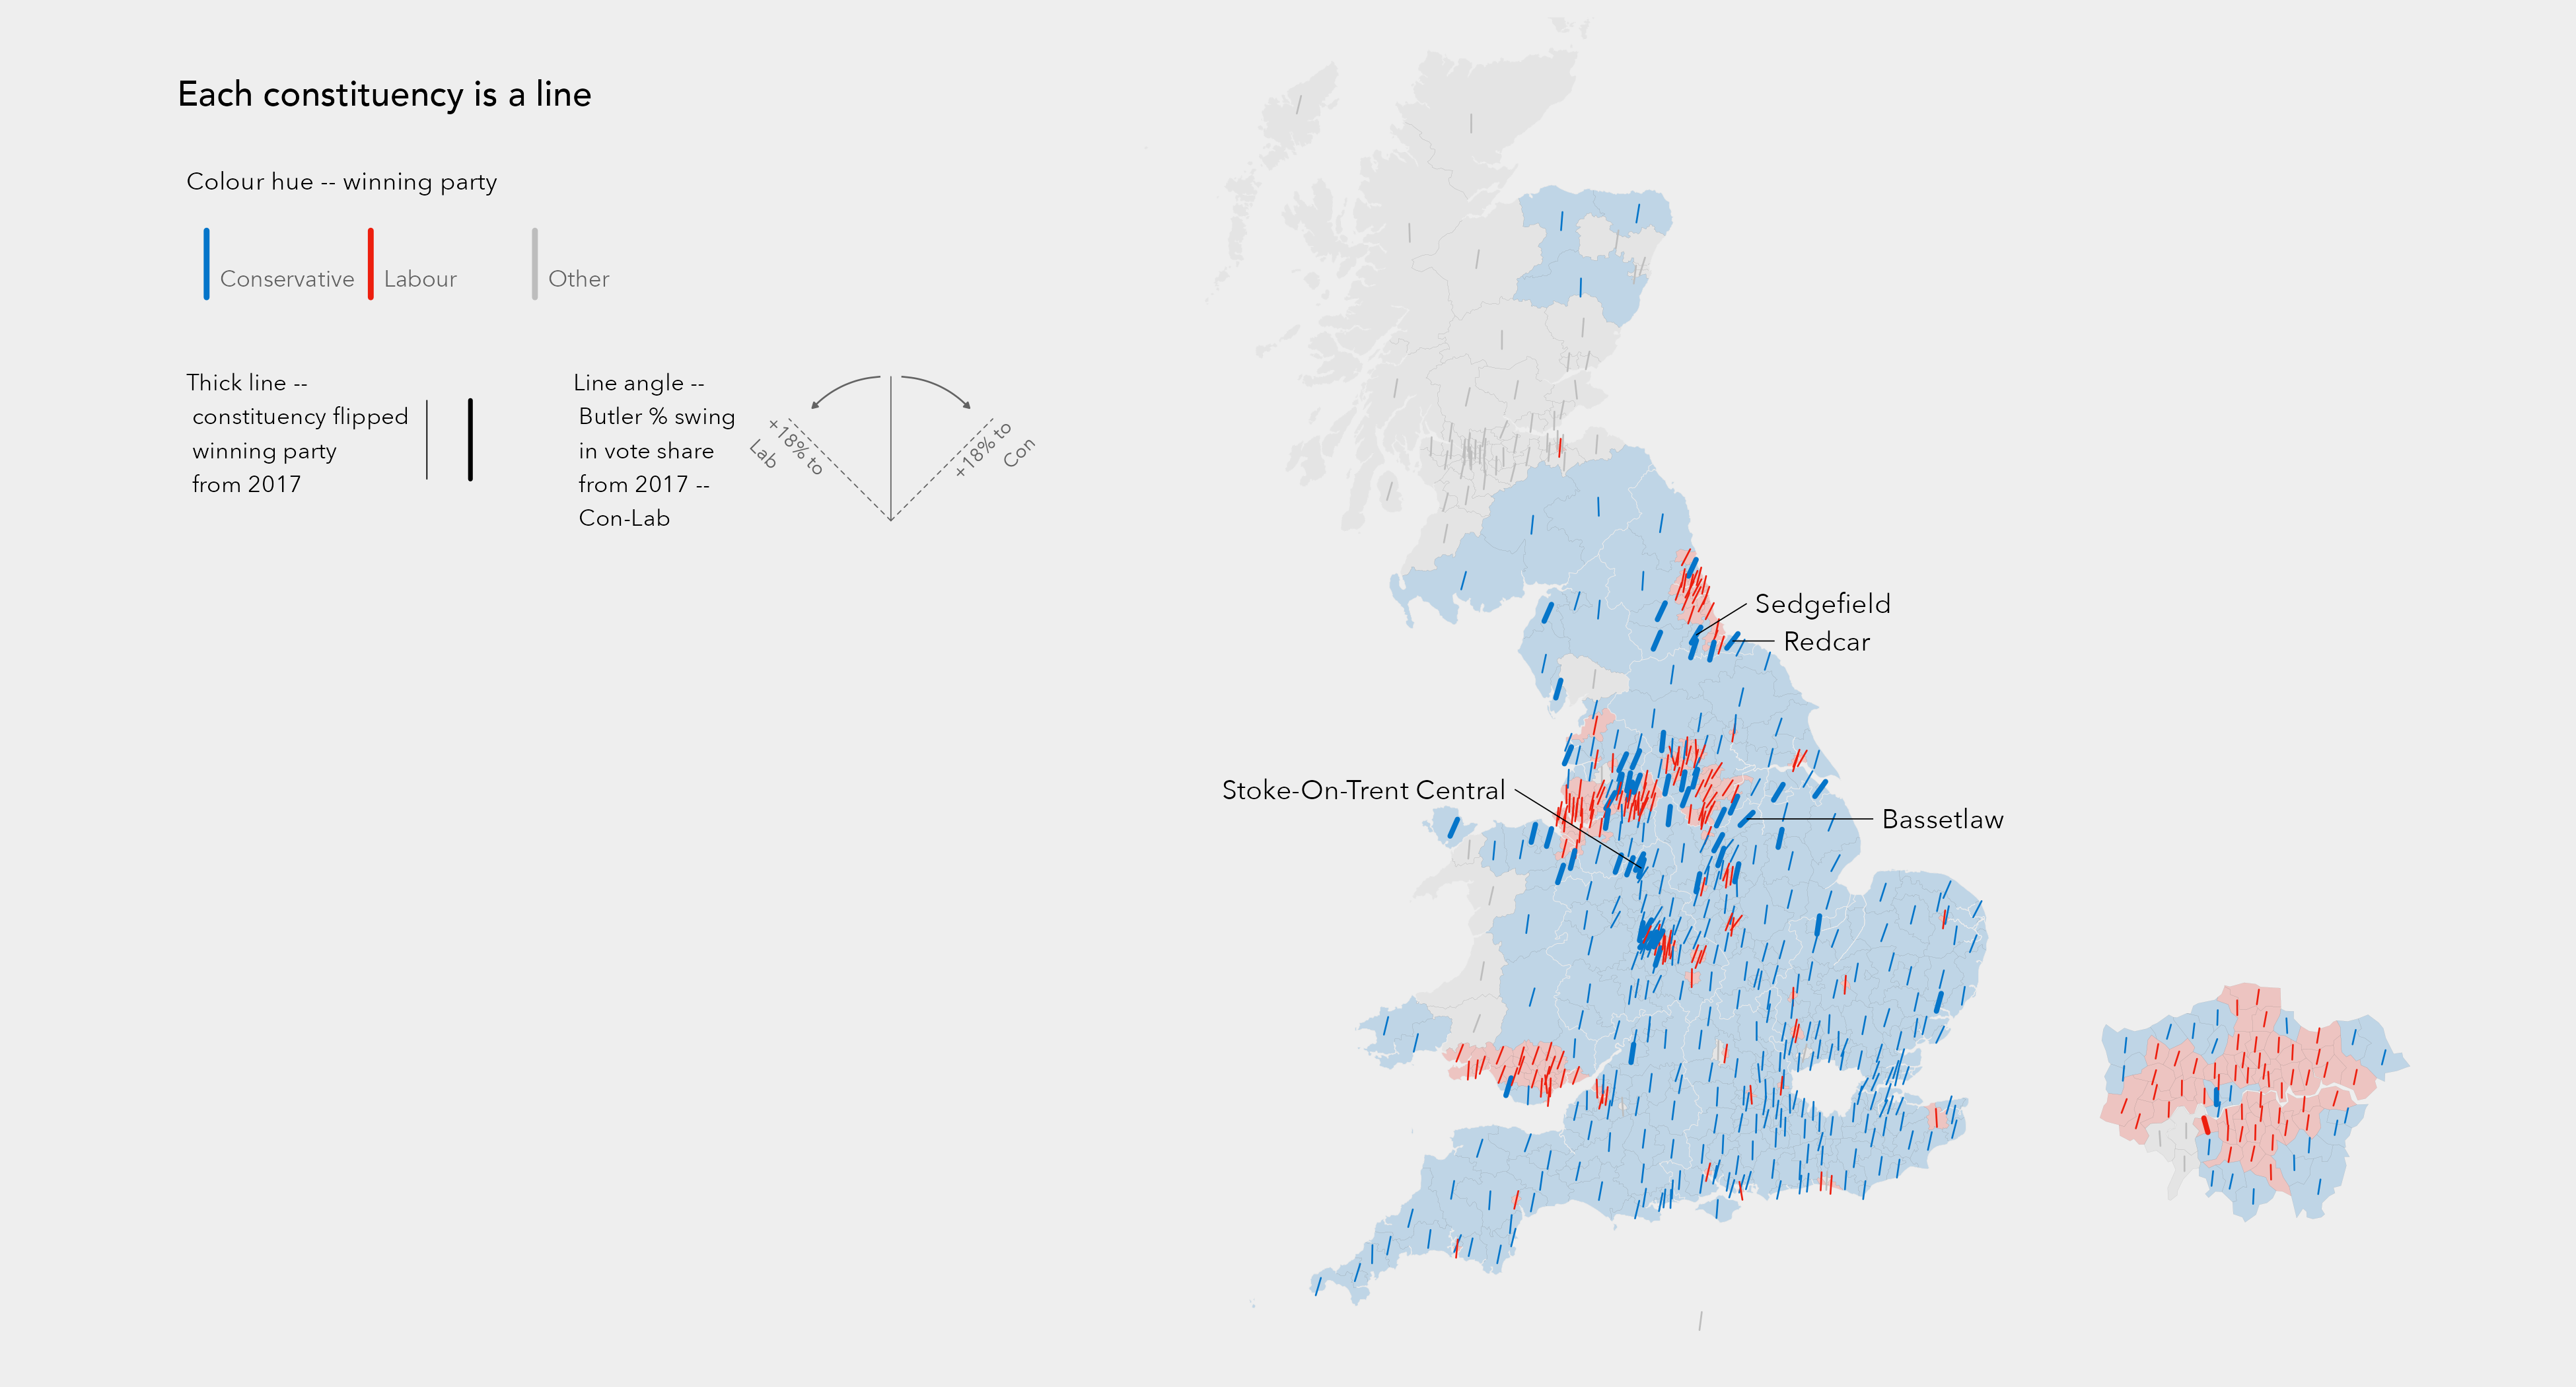 Each constituency is a line
Colour hue -- winning party
Conservative
Labour
Other
Thick line --
constituency flipped
winning party
from 2017
Line angle --
Butler % swing
in vote share
from 2017 --
Con-Lab
+18% to
Lab
+18% to
Con
Sedgefield
Redcar
Stoke-On-Trent Central
Bassetlaw